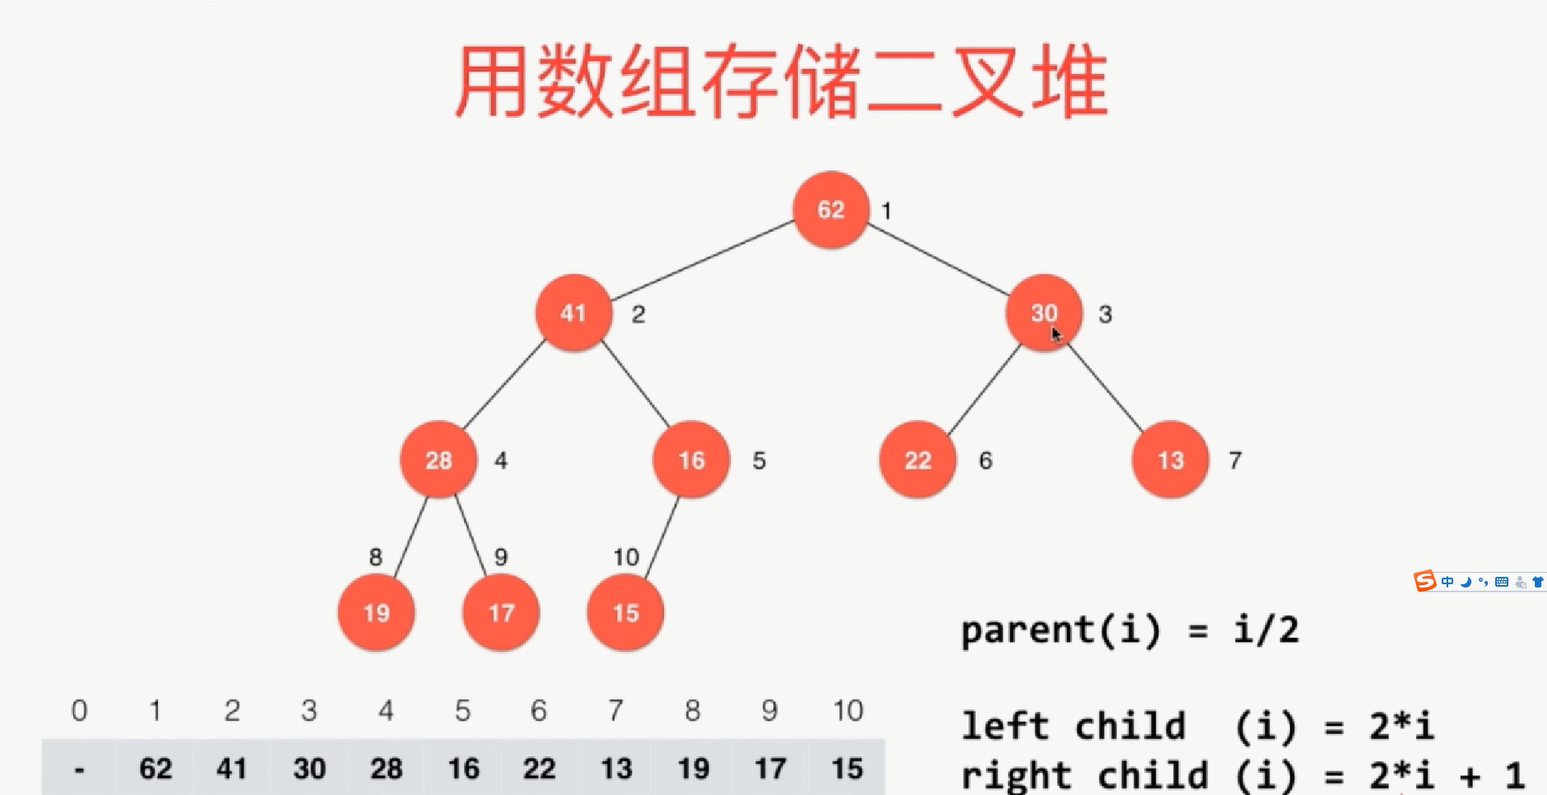 用数组存储二叉堆
62 1
41 2 30 3
28 4 16 5 22 6 13 7
8 9 10
19 17 15
中
parent(i) = i/2
0 1 2 3 4 5 6 7 8 9 10
left child (i) = 2*i
- 62 41 30 28 16 22 13 19 17 15
right child (i) = 2*i + 1